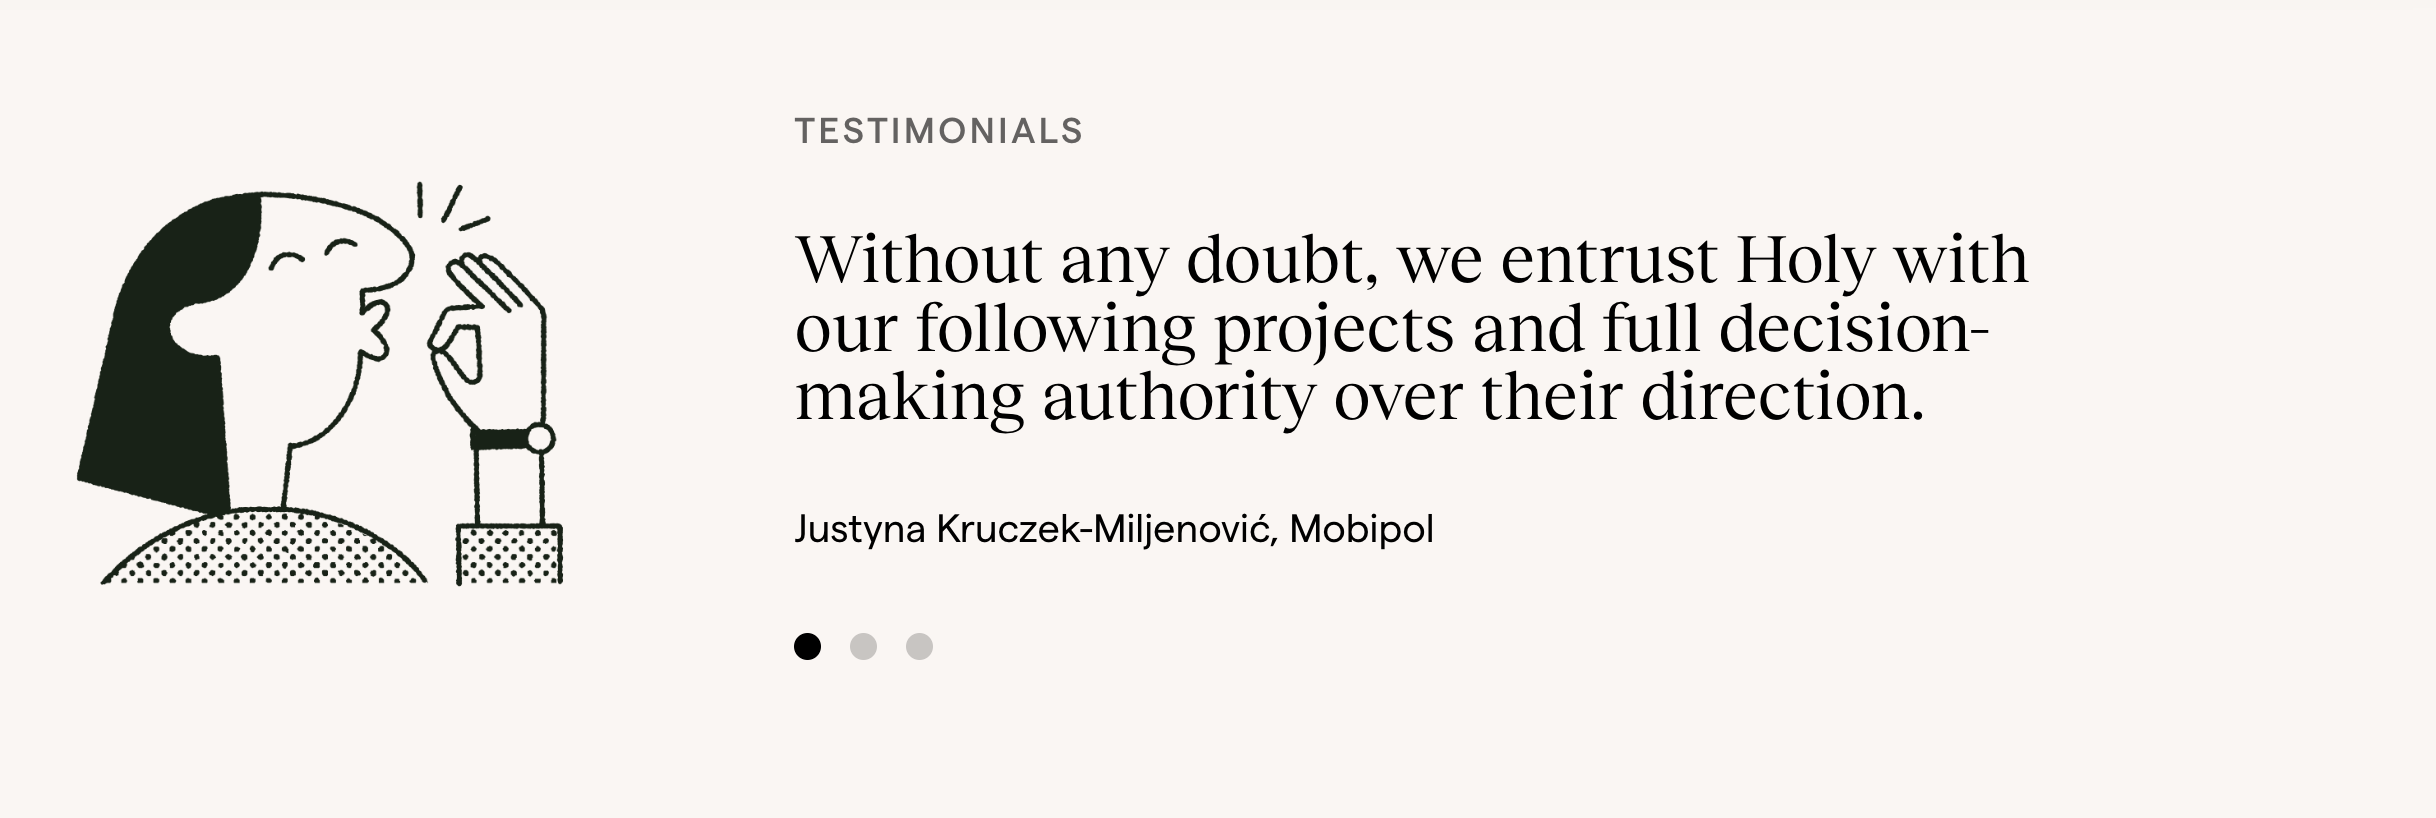 TESTIMONIALS
Without any doubt, we entrust Holy with
our following projects and full decision-
making authority over their direction.
Justyna Kruczek-Miljenović, Mobipol